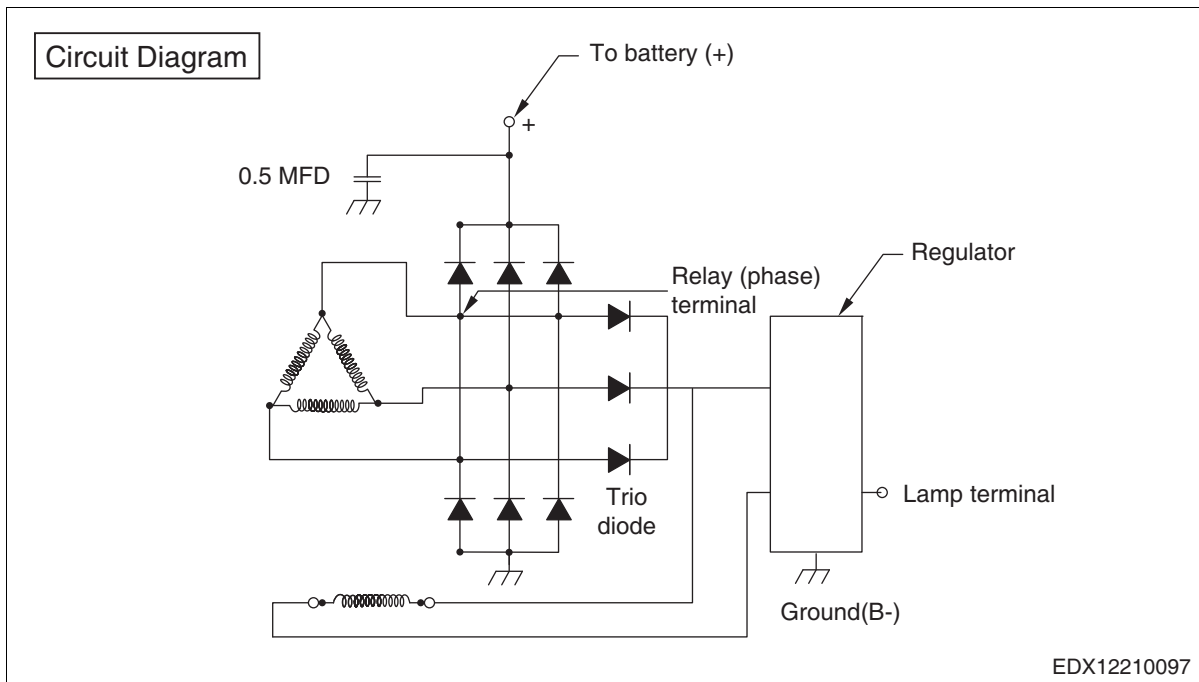 Circuit Diagram
To battery (+)
+
0.5 MFD
Regulator
Relay (phase)
terminal
Trio
diode
Lamp terminal
Ground(B-)
EDX12210097